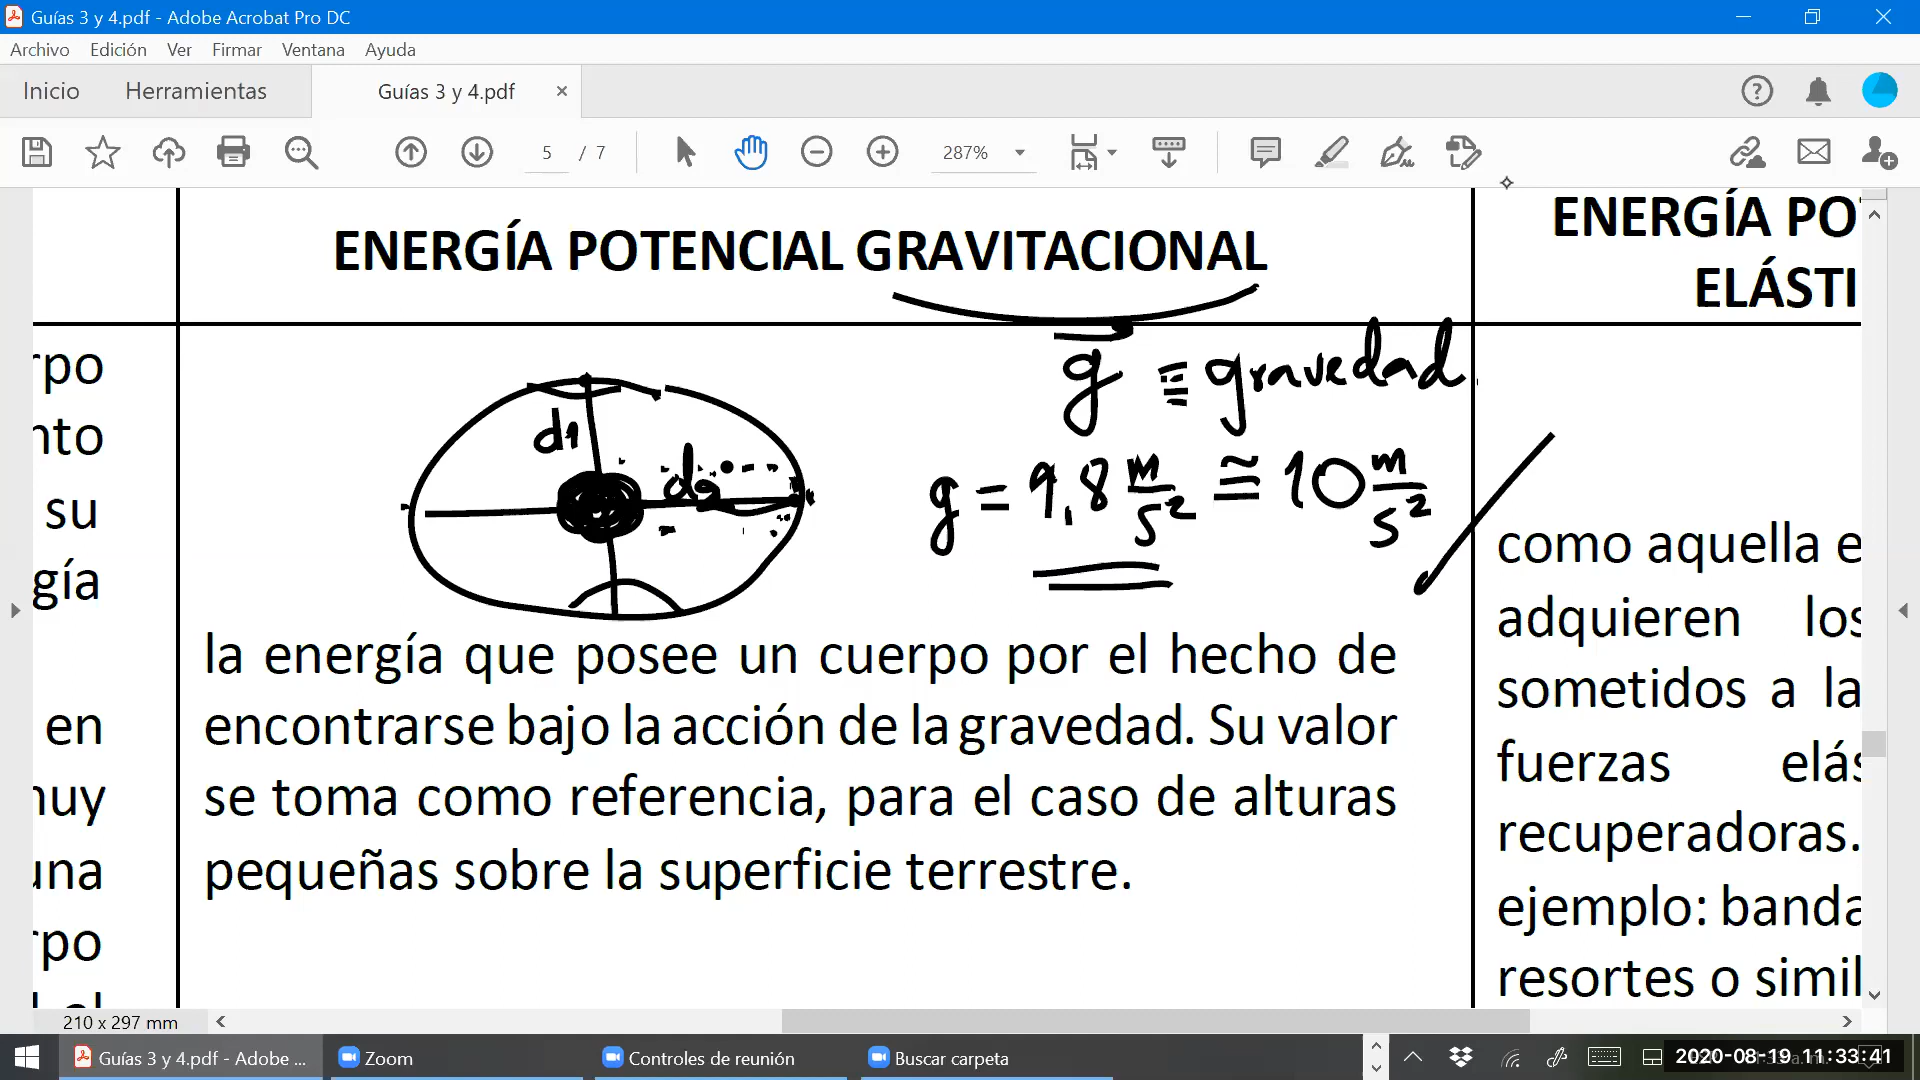 Guías 3 y 4.pdf - Adobe Acrobat Pro DC
Archivo Edición Ver Firmar Ventana Ayuda
Inicio Herramientas Guías 3 y 4.pdf ×
5 / 7 287%
ENERGÍA POTENCIAL GRAVITACIONAL
ENERGÍA PO
ELÁSTI
g ≡ gravedad.
d1
d2
g = 9,8 m/s² ≅ 10 m/s²
rpo
nto
su
gía
en
muy
una
rpo
la energía que posee un cuerpo por el hecho de
encontrarse bajo la acción de la gravedad. Su valor
se toma como referencia, para el caso de alturas
pequeñas sobre la superficie terrestre.
como aquella e
adquieren los
sometidos a la
fuerzas elás
recuperadoras.
ejemplo: banda
resortes o simil
210 x 297 mm
Guías 3 y 4.pdf - Adobe ... Zoom Controles de reunión Buscar carpeta
2020-08-19 11:33:41